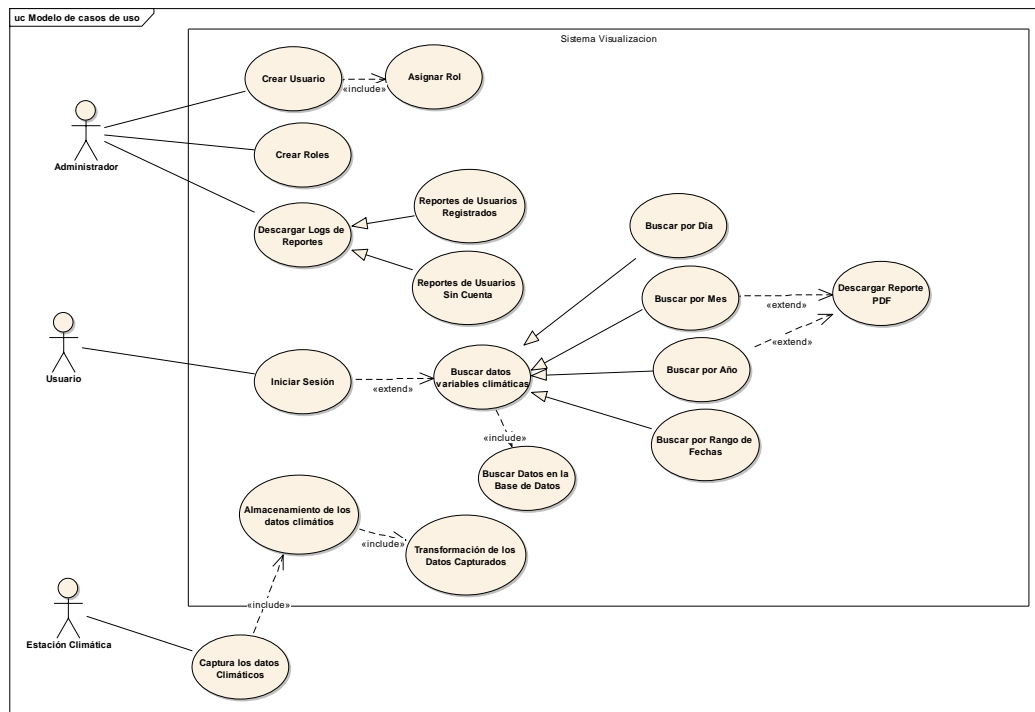 uc Modelo de casos de uso
Sistema Visualizacion
Crear Usuario
«include»
Asignar Rol
Administrador
Crear Roles
Descargar Logs de
Reportes
Reportes de Usuarios
Registrados
Reportes de Usuarios
Sin Cuenta
Buscar por Día
Buscar por Mes
«extend»
Descargar Reporte
PDF
«extend»
Buscar por Año
Usuario
Iniciar Sesión
«extend»
Buscar datos
variables climáticas
Buscar por Rango de
Fechas
«include»
Buscar Datos en la
Base de Datos
Almacenamiento de los
datos climátios
«include»
Transformación de los
Datos Capturados
«include»
Estación Climática
Captura los datos
Climáticos